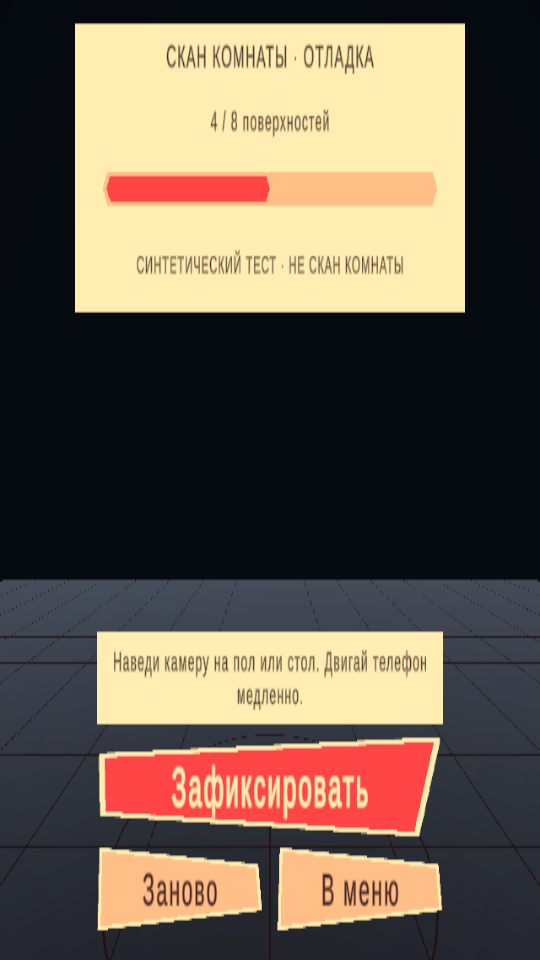 СКАН КОМНАТЫ · ОТЛАДКА
4 / 8 поверхностей
СИНТЕТИЧЕСКИЙ ТЕСТ · НЕ СКАН КОМНАТЫ
Наведи камеру на пол или стол. Двигай телефон
медленно.
Зафиксировать
Заново
В меню